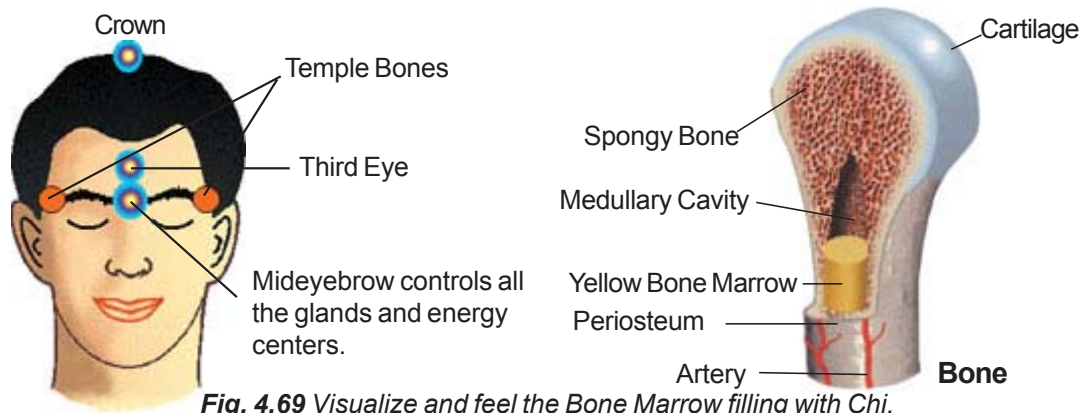 Crown
Temple Bones
Third Eye
Mideyebrow controls all
the glands and energy
centers.
Cartilage
Spongy Bone
Medullary Cavity
Yellow Bone Marrow
Periosteum
Artery
Bone
Fig. 4.69 Visualize and feel the Bone Marrow filling with Chi.